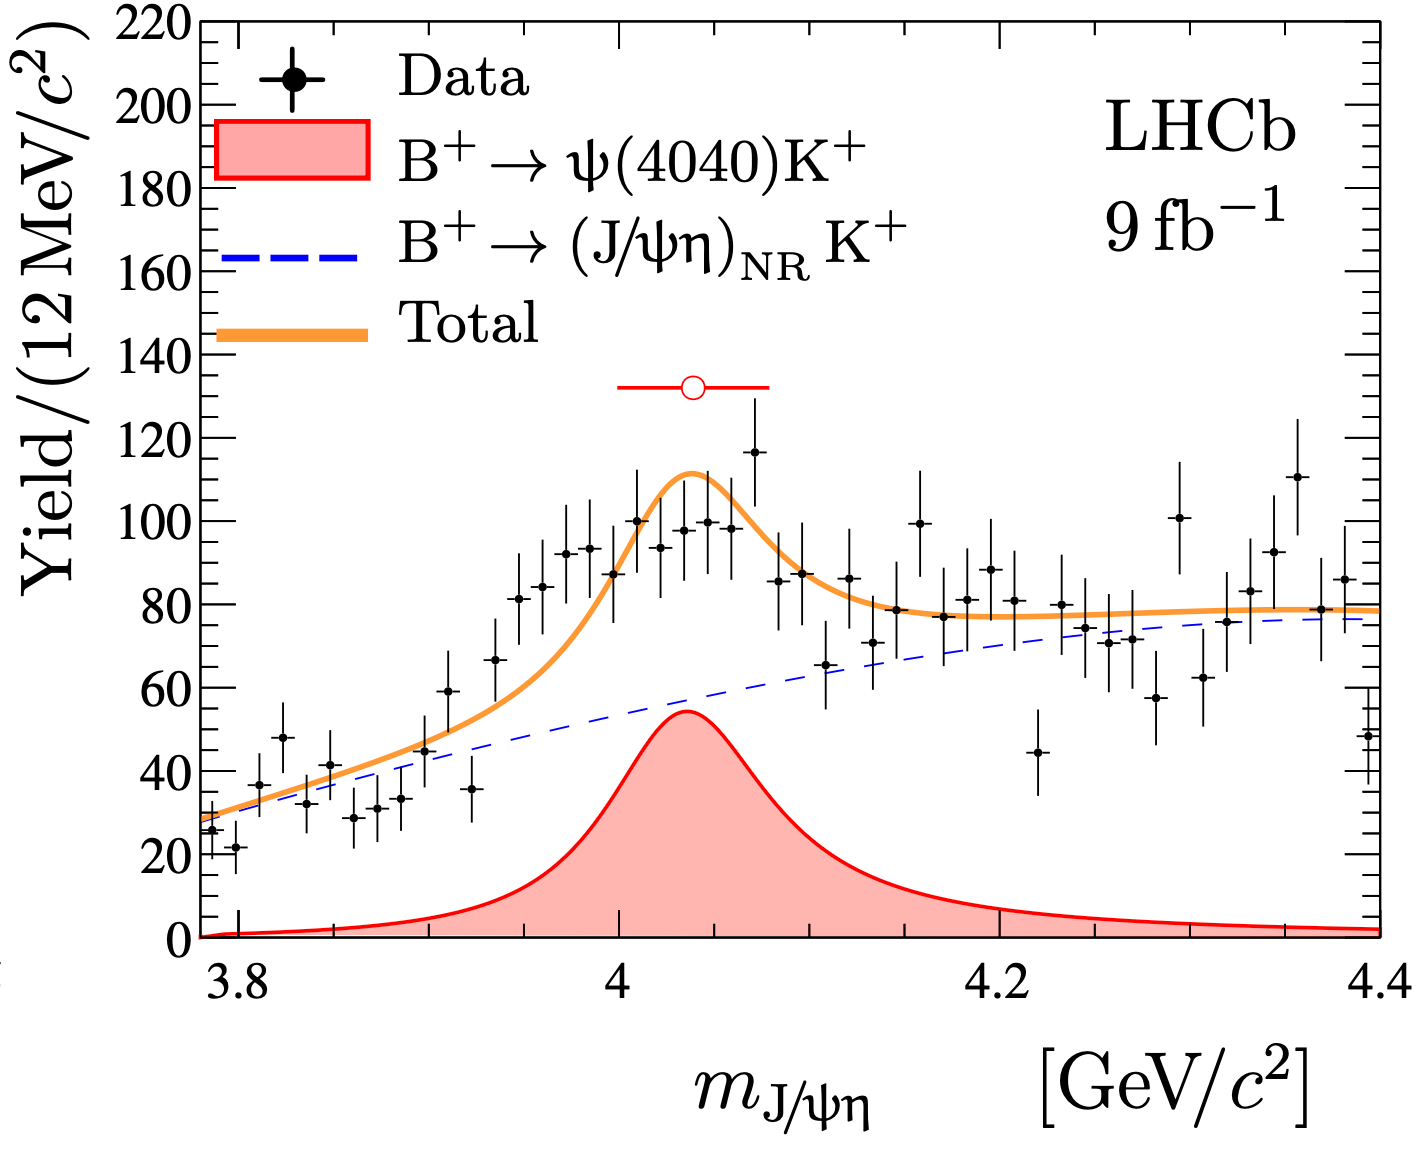 Yield/(12 MeV/c²)
220
200
180
160
140
120
100
80
60
40
20
0
Data
B⁺ → ψ(4040)K⁺
B⁺ → (J/ψη)NR K⁺
Total
LHCb
9 fb⁻¹
3.8 4 4.2 4.4
mJ/ψη [GeV/c²]